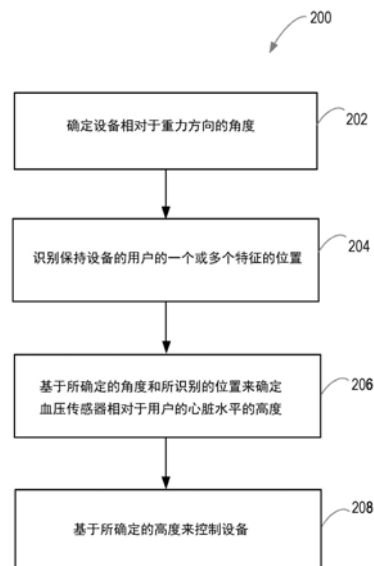 200
确定设备相对于重力方向的角度
202
识别保持设备的用户的一个或多个特征的位置
204
基于所确定的角度和所识别的位置来确定
血压传感器相对于用户的心脏水平的高度
206
基于所确定的高度来控制设备
208